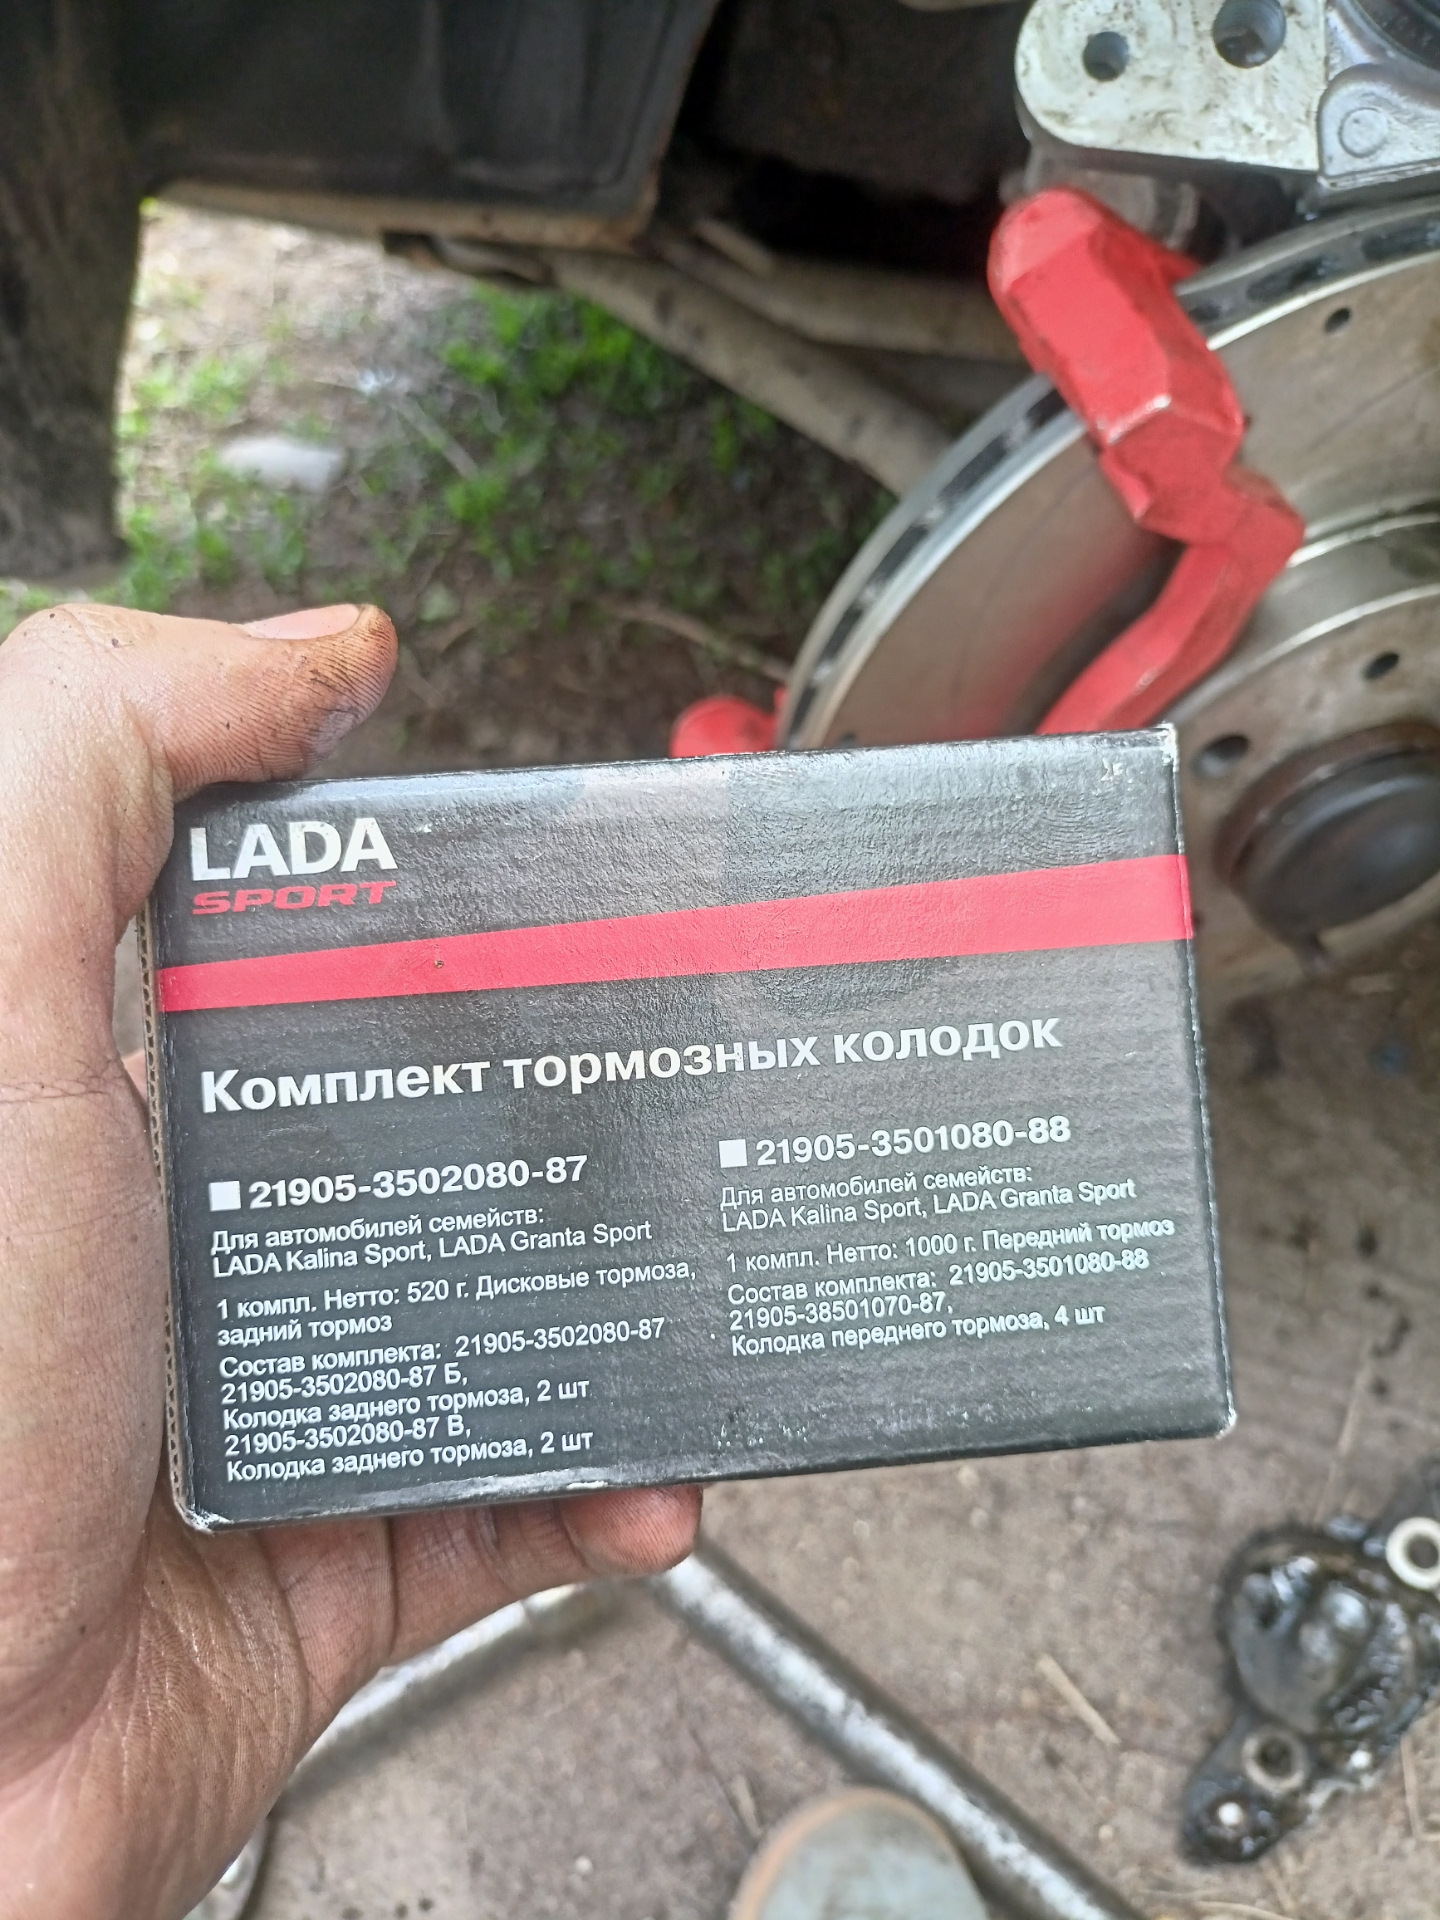 LADA
SPORT
Комплект тормозных колодок
21905-3502080-87
Для автомобилей семейств:
LADA Kalina Sport, LADA Granta Sport
1 компл. Нетто: 520 г. Дисковые тормоза,
задний тормоз
Состав комплекта: 21905-3502080-87
21905-3502080-87 Б,
Колодка заднего тормоза, 2 шт
21905-3502080-87 В,
Колодка заднего тормоза, 2 шт
21905-3501080-88
Для автомобилей семейств:
LADA Kalina Sport, LADA Granta Sport
1 компл. Нетто: 1000 г. Передний тормоз
Состав комплекта: 21905-3501080-88
21905-38501070-87,
Колодка переднего тормоза, 4 шт